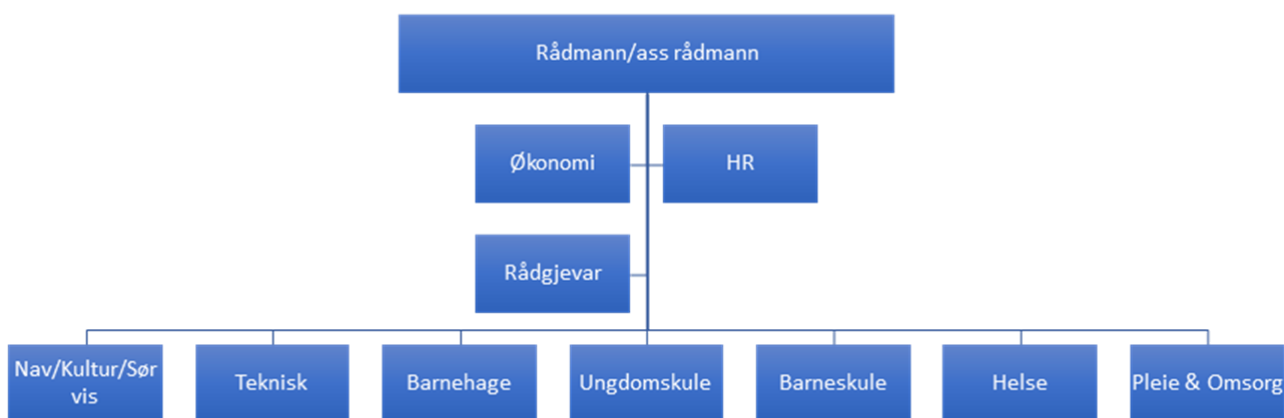 Rådmann/ass rådmann
Økonomi
HR
Rådgjevar
Nav/Kultur/Sør
vis
Teknisk
Barnehage
Ungdomskule
Barneskule
Helse
Pleie & Omsorg